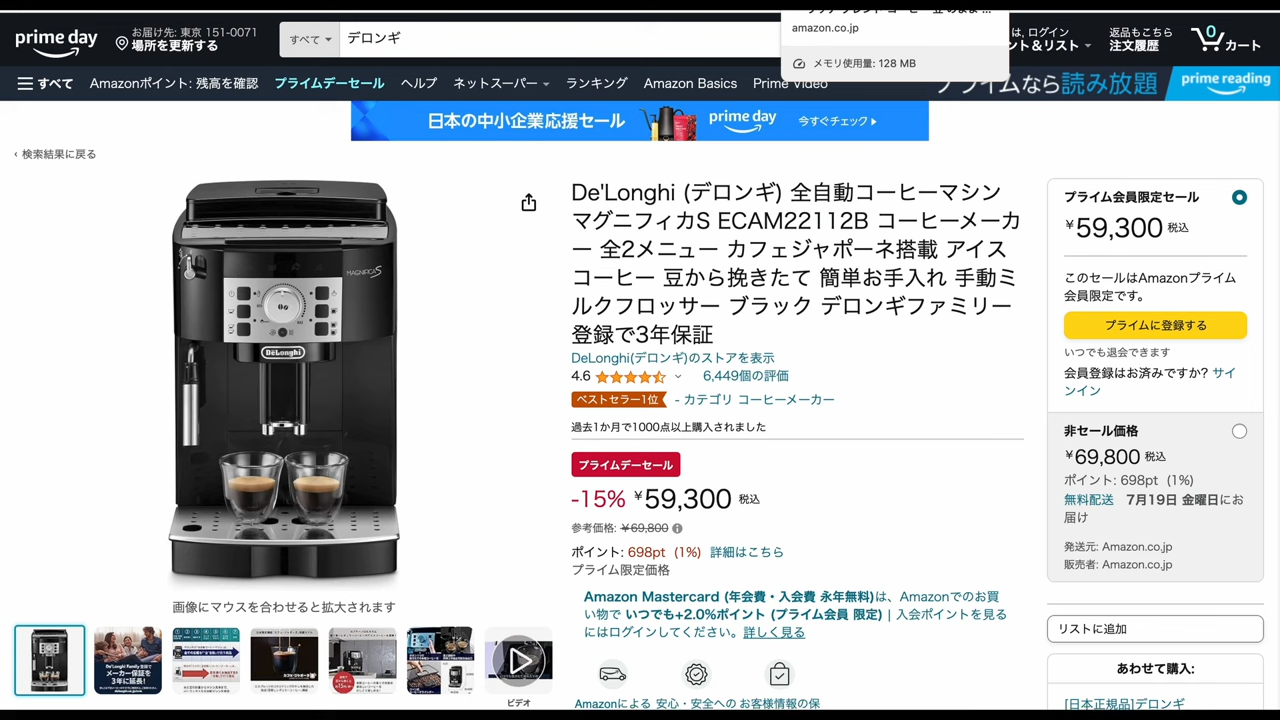 prime day
お届け先: 東京 151-0071
場所を更新する
すべて
デロンギ
amazon.co.jp
メモリ使用量: 128 MB
は, ログイン
ント＆リスト
返品もこちら
注文履歴
0
カート
すべて
Amazonポイント: 残高を確認
プライムデーセール
ヘルプ
ネットスーパー
ランキング
Amazon Basics
Prime Video
プライムなら読み放題
prime reading
日本の中小企業応援セール
prime day
今すぐチェック
‹ 検索結果に戻る
De'Longhi (デロンギ) 全自動コーヒーマシン
マグニフィカS ECAM22112B コーヒーメーカ
ー 全2メニュー カフェジャポーネ搭載 アイス
コーヒー 豆から挽きたて 簡単お手入れ 手動ミ
ルクフロッサー ブラック デロンギファミリー
登録で3年保証
DeLonghi(デロンギ)のストアを表示
4.6
6,449個の評価
ベストセラー1位
- カテゴリ コーヒーメーカー
過去1か月で1000点以上購入されました
プライムデーセール
-15% ￥59,300 税込
参考価格: ￥69,800
ポイント: 698pt (1%) 詳細はこちら
プライム限定価格
Amazon Mastercard (年会費・入会費 永年無料)は、Amazonでのお買
い物で いつでも+2.0%ポイント (プライム会員 限定) | 入会ポイントを見る
にはログインしてください。詳しく見る
Amazonによる 安心・安全への お客様情報の保
MAGNIFICA S
DeLonghi
画像にマウスを合わせると拡大されます
De'Longhi Family登録で
メーカー保証を
3年に延長!
ビデオ
プライム会員限定セール
￥59,300 税込
このセールはAmazonプライム
会員限定です。
プライムに登録する
いつでも退会できます
会員登録はお済みですか? サイ
ンイン
非セール価格
￥69,800 税込
ポイント: 698pt (1%)
無料配送 7月19日 金曜日にお
届け
発送元: Amazon.co.jp
販売者: Amazon.co.jp
リストに追加
あわせて購入:
[日本正規品]デロンギ